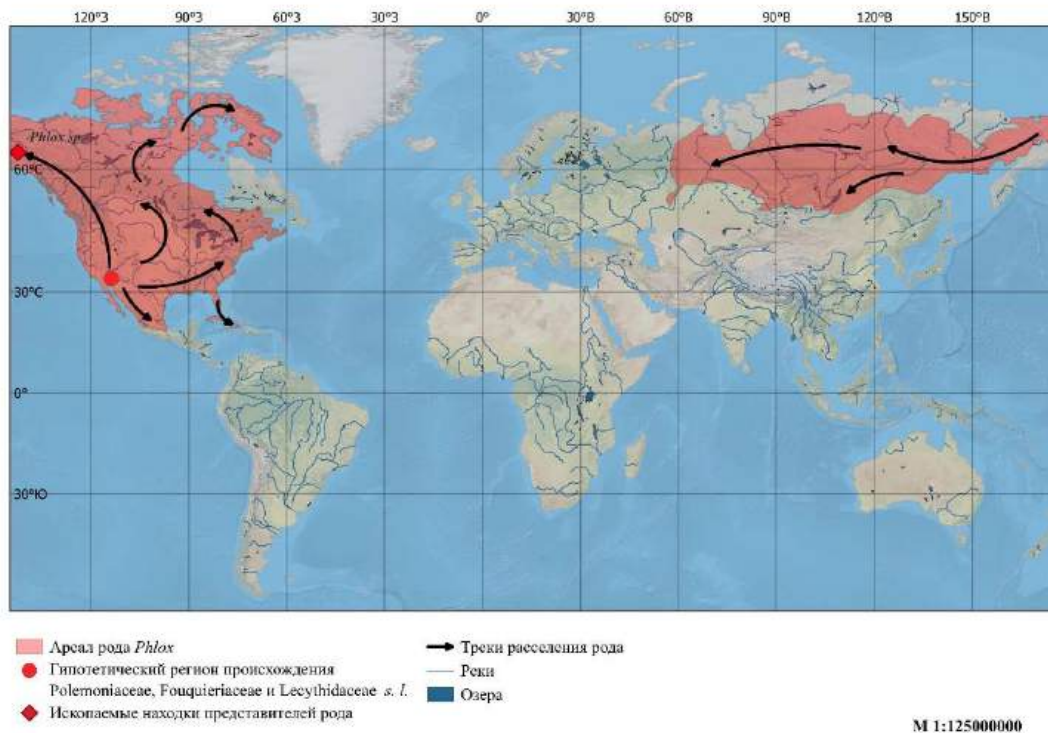 120°З 90°З 60°З 30°З 0° 30°В 60°В 90°В 120°В 150°В
Phlox sp.
60°С
30°С
0°
30°Ю
Ареал рода Phlox
Гипотетический регион происхождения
Polemoniaceae, Fouquieriaceae и Lecythidaceae s. l.
Ископаемые находки представителей рода
Треки расселения рода
Реки
Озера
М 1:125000000